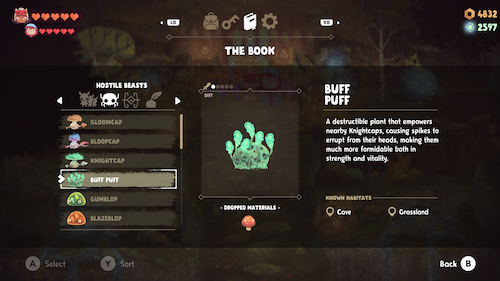 4832
2597
LB
RB
THE BOOK
HOSTILE BEASTS
GLOOMCAP
BLOOPCAP
KNIGHTCAP
BUFF PUFF
GUMBLOP
BLAZEBLOP
DIFF
- DROPPED MATERIALS -
BUFF
PUFF
A destructible plant that empowers
nearby Knightcaps, causing spikes to
errupt from their heads, making them
much more formidable both in
strength and vitality.
KNOWN HABITATS
Cave
Grassland
A Select
Y Sort
Back B